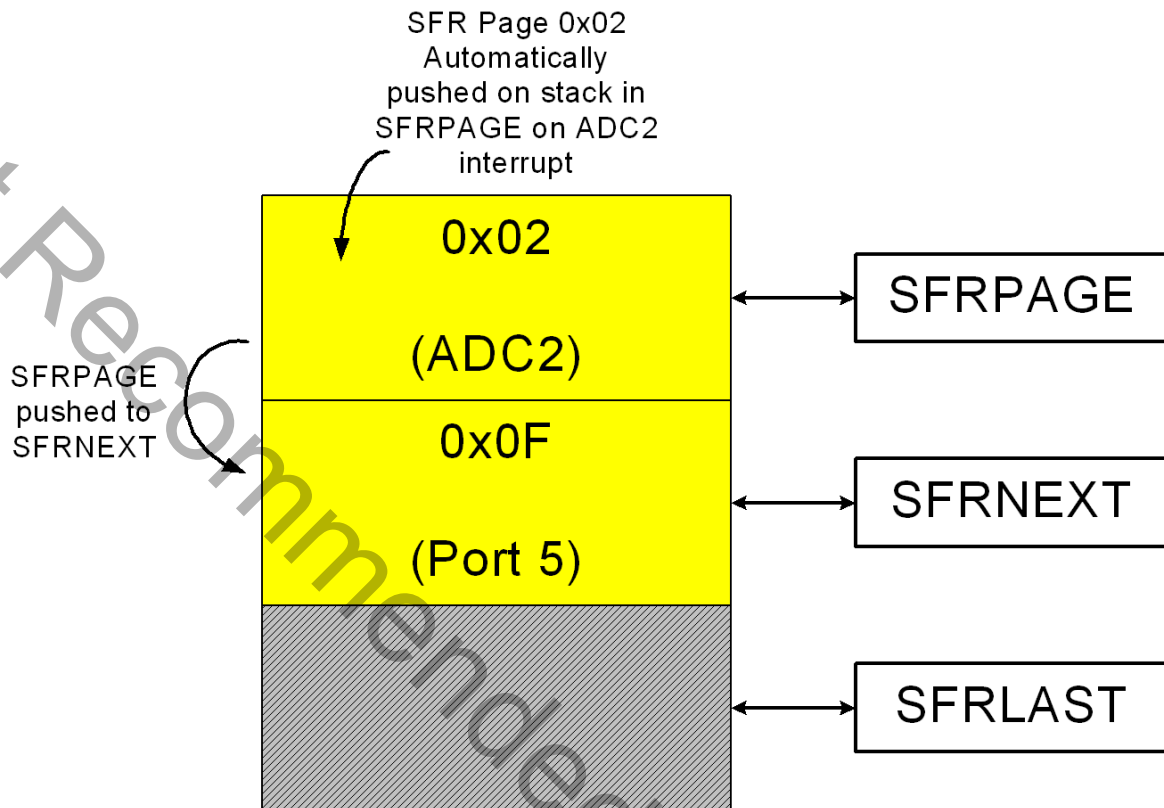 SFR Page 0x02
Automatically
pushed on stack in
SFRPAGE on ADC2
interrupt
0x02
(ADC2)
SFRPAGE
SFRPAGE
pushed to
SFRNEXT
0x0F
(Port 5)
SFRNEXT
SFRLAST
Recommended